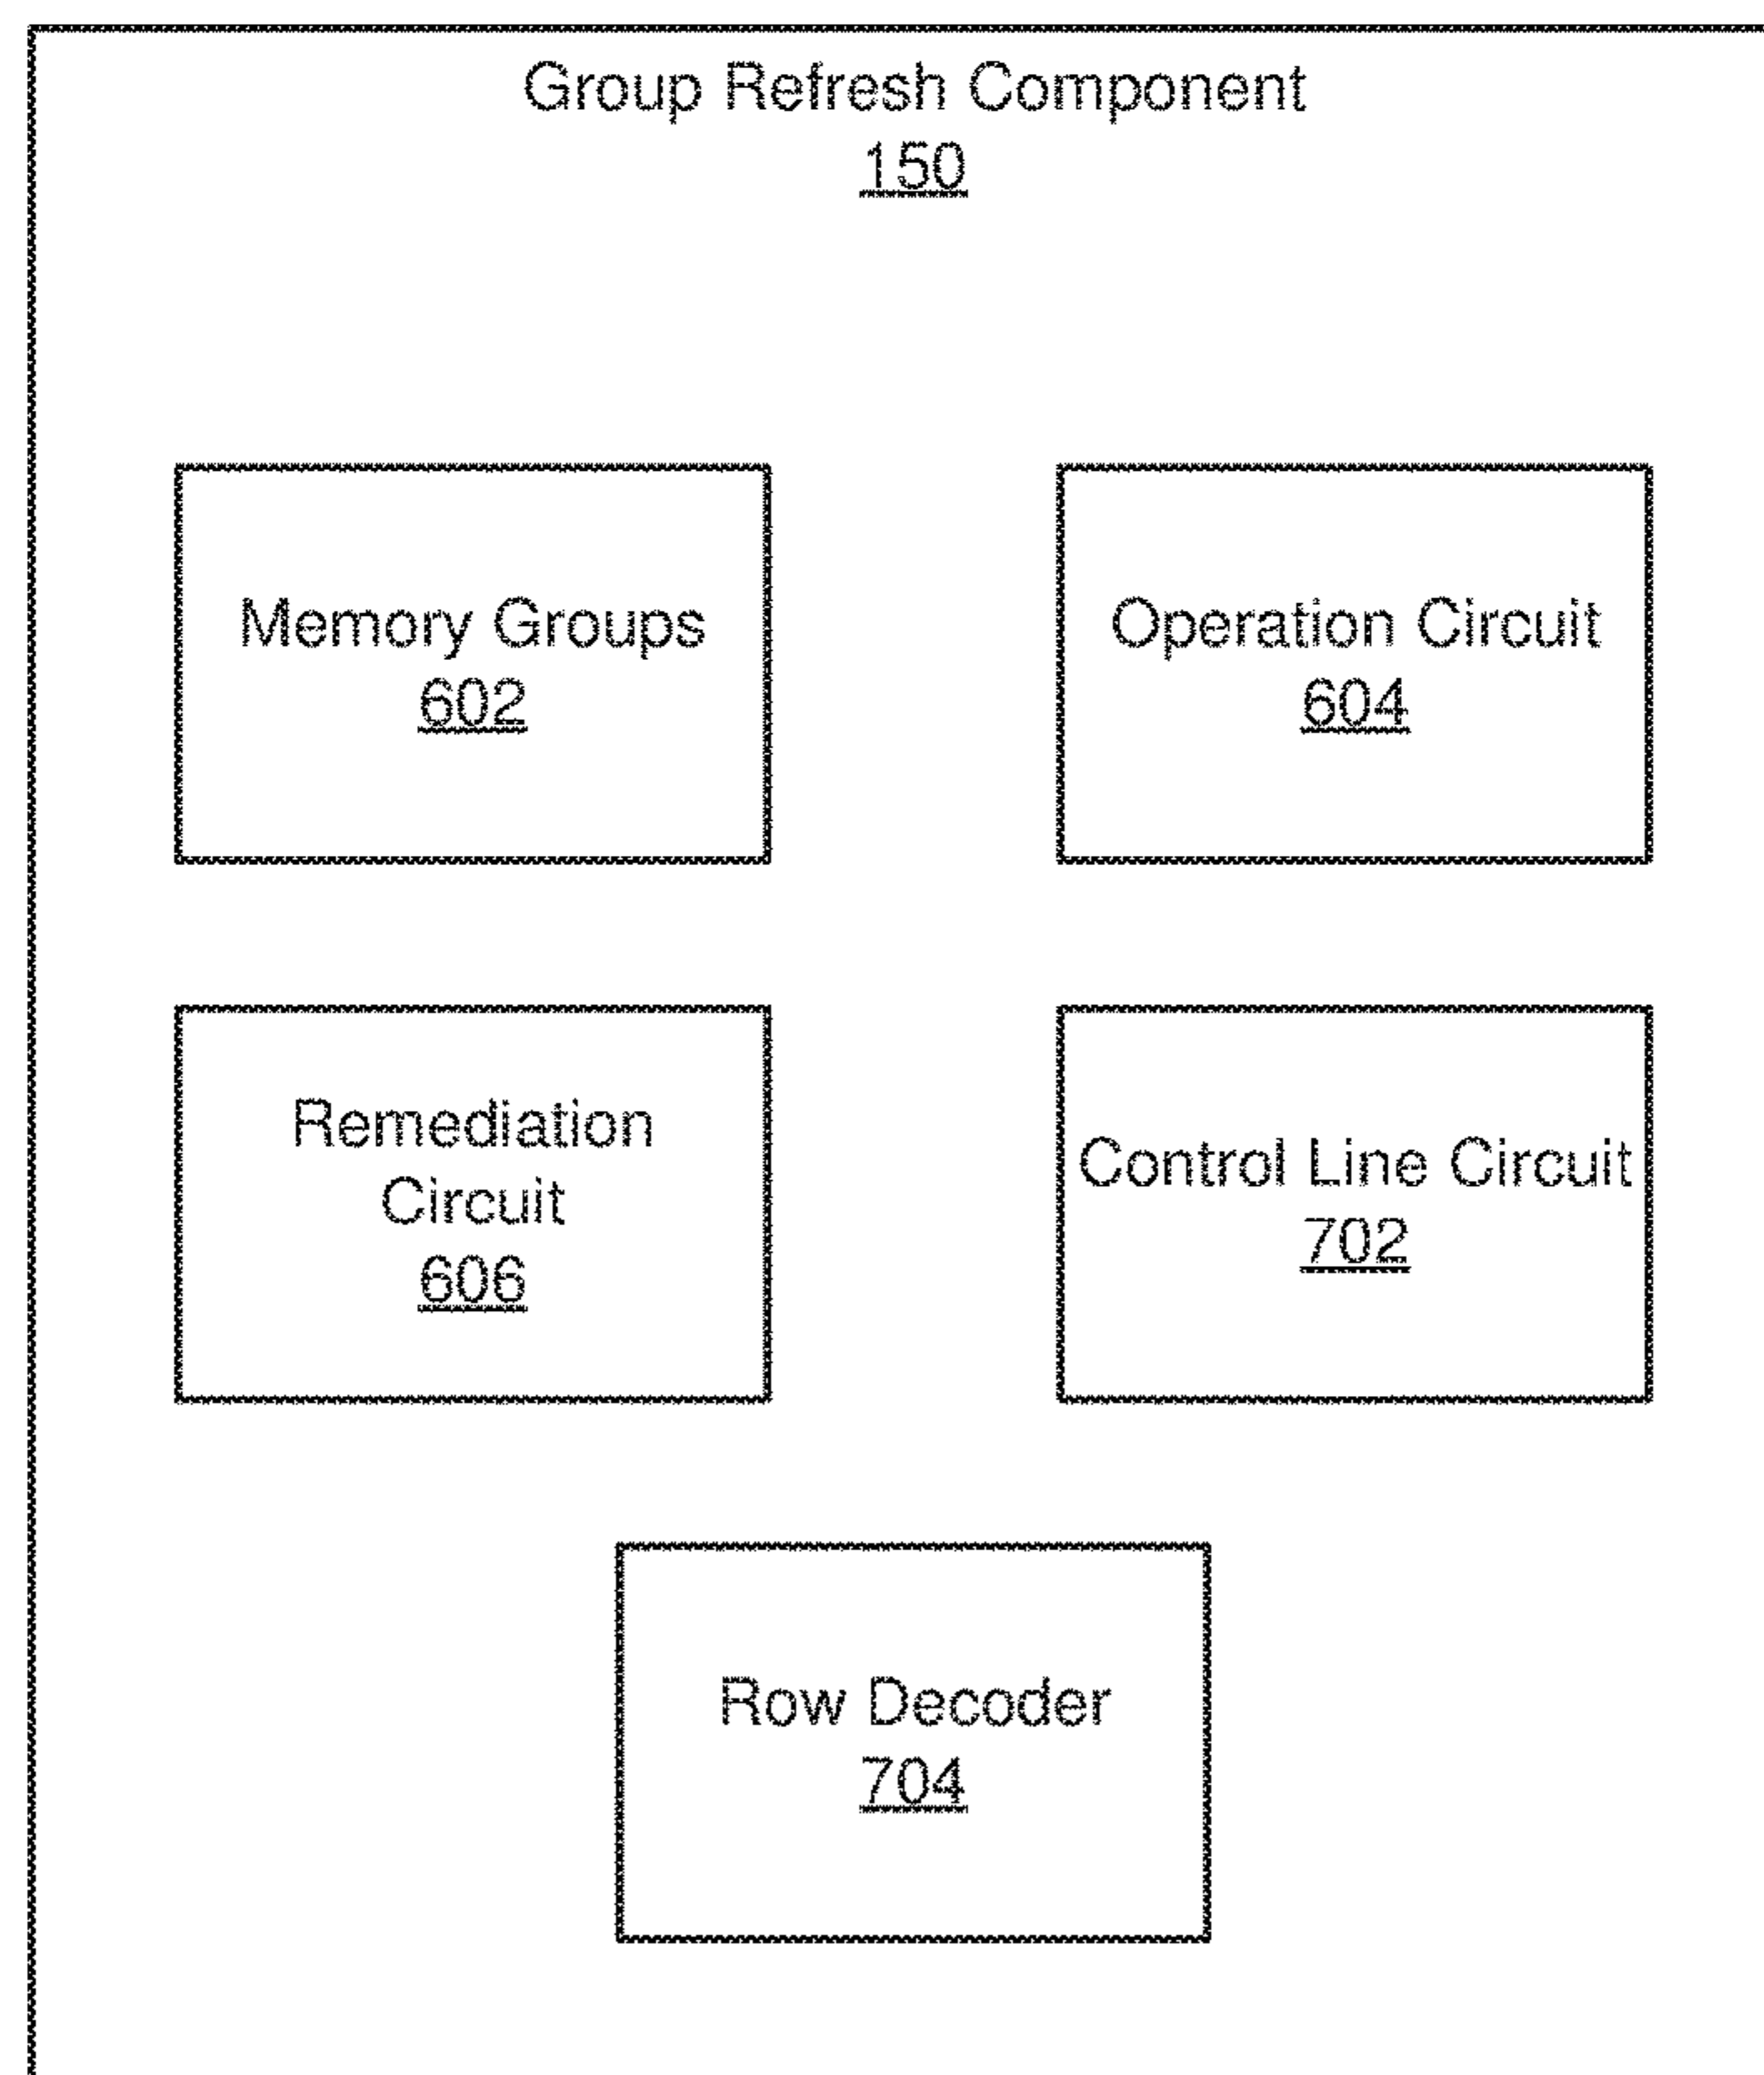 Group Refresh Component
150
Memory Groups
602
Operation Circuit
604
Remediation
Circuit
606
Control Line Circuit
702
Row Decoder
704